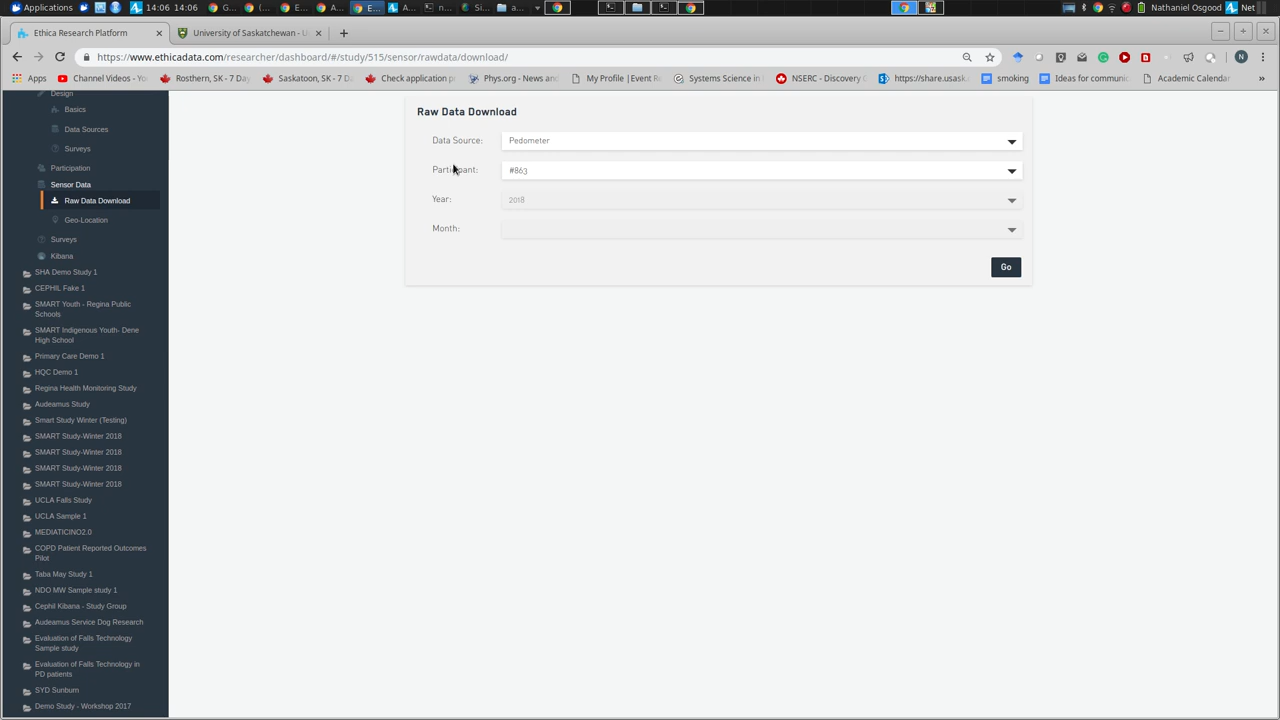 Applications
14:06 14:06
G...
G...
E...
A...
E...
A...
n...
Si...
a...
Nathaniel Osgood
Net
Ethica Research Platform
University of Saskatchewan - U
https://www.ethicadata.com/researcher/dashboard/#/study/515/sensor/rawdata/download/
Apps
Channel Videos - Yo
Rosthern, SK - 7 Day
Saskatoon, SK - 7 D
Check application p
Phys.org - News and
My Profile |Event R
System Dynamics
NSERC - Discovery G
https://share.usask
smoking
Ideas for communic
Academic Calendar
»
Design
Basics
Data Sources
Surveys
Participation
Sensor Data
Raw Data Download
Geo-Location
Surveys
Kibana
SHA Demo Study 1
CEPHIL Fake 1
SMART Youth - Regina Public
Schools
SMART Indigenous Youth- Dene
High School
Primary Care Demo 1
HQC Demo 1
Regina Health Monitoring Study
Audeamus Study
Smart Study Winter (Testing)
SMART Study-Winter 2018
SMART Study-Winter 2018
SMART Study-Winter 2018
SMART Study-Winter 2018
UCLA Falls Study
UCLA Sample 1
MEDIATICINO2.0
COPD Patient Reported Outcomes
Pilot
Taba May Study 1
NDO MW Sample study 1
Cephil Kibana - Study Group
Audeamus Service Dog Research
Evaluation of Falls Technology
Sample study
Evaluation of Falls Technology in
PD patients
SYD Sunburn
Demo Study - Workshop 2017
Raw Data Download
Data Source: Pedometer
Participant: #863
Year: 2018
Month:
Go